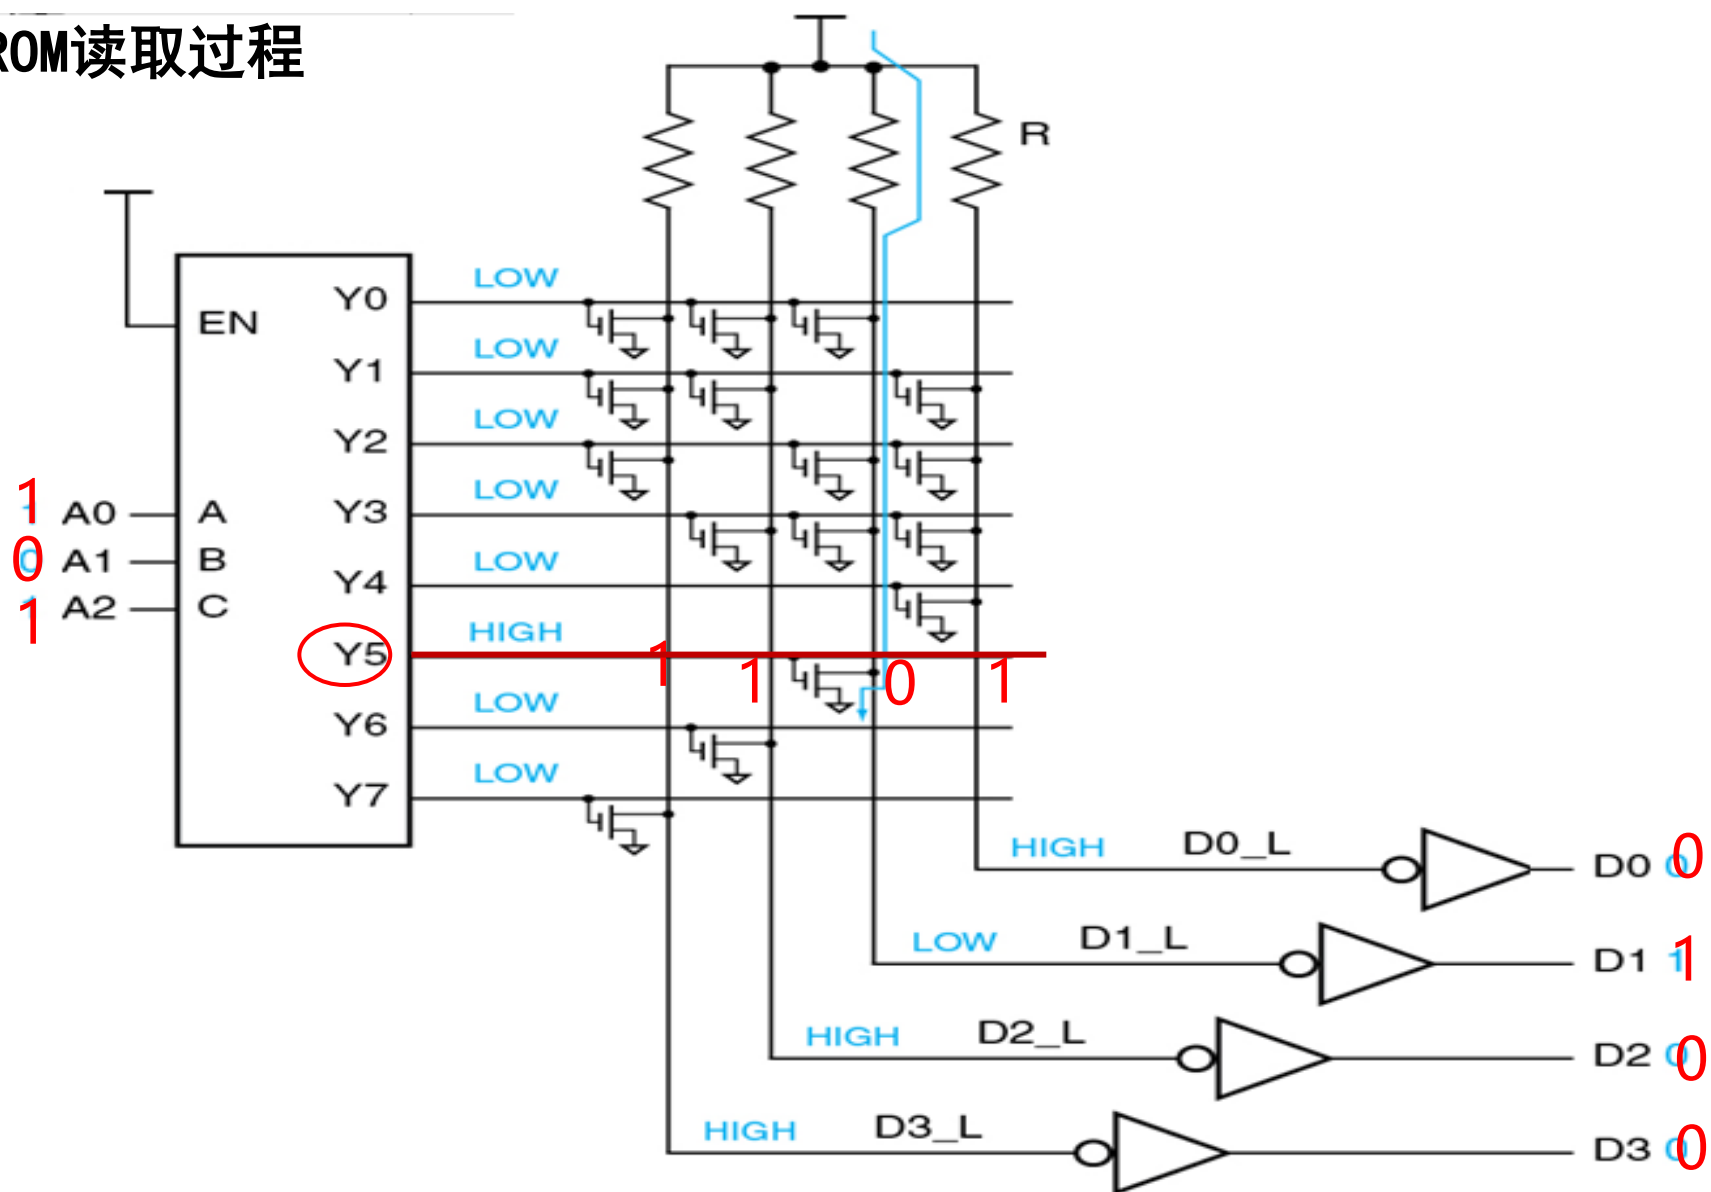 ROM读取过程
R
LOW
Y0
EN
LOW
Y1
LOW
Y2
LOW
1 A0 A Y3
0 A1 B LOW
Y4
1 A2 C
HIGH
Y5 1 1 0 1
LOW
Y6
LOW
Y7
HIGH D0_L D0 0
LOW D1_L D1 1
HIGH D2_L D2 0
HIGH D3_L D3 0